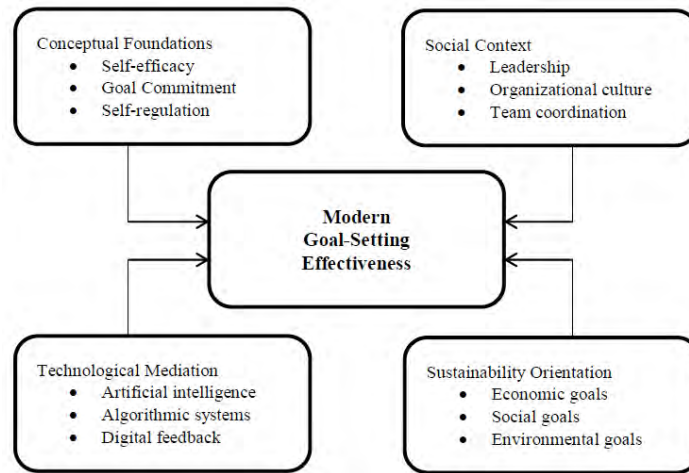 Conceptual Foundations
• Self-efficacy
• Goal Commitment
• Self-regulation
Social Context
• Leadership
• Organizational culture
• Team coordination
Modern
Goal-Setting
Effectiveness
Technological Mediation
• Artificial intelligence
• Algorithmic systems
• Digital feedback
Sustainability Orientation
• Economic goals
• Social goals
• Environmental goals